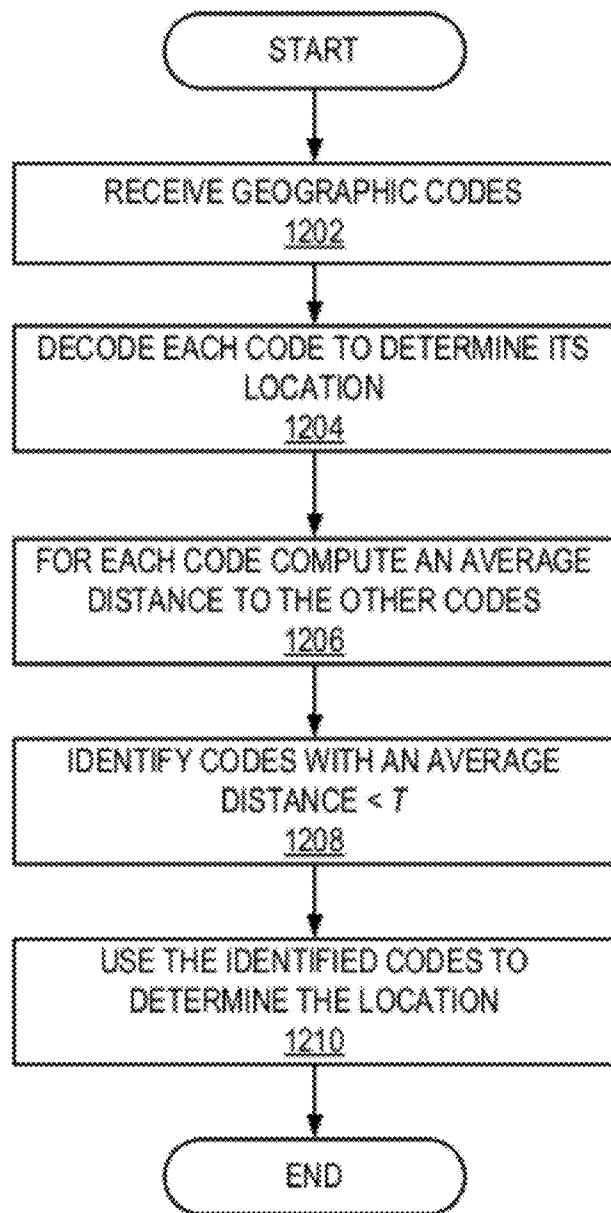 START
RECEIVE GEOGRAPHIC CODES
1202
DECODE EACH CODE TO DETERMINE ITS
LOCATION
1204
FOR EACH CODE COMPUTE AN AVERAGE
DISTANCE TO THE OTHER CODES
1206
IDENTIFY CODES WITH AN AVERAGE
DISTANCE < T
1208
USE THE IDENTIFIED CODES TO
DETERMINE THE LOCATION
1210
END